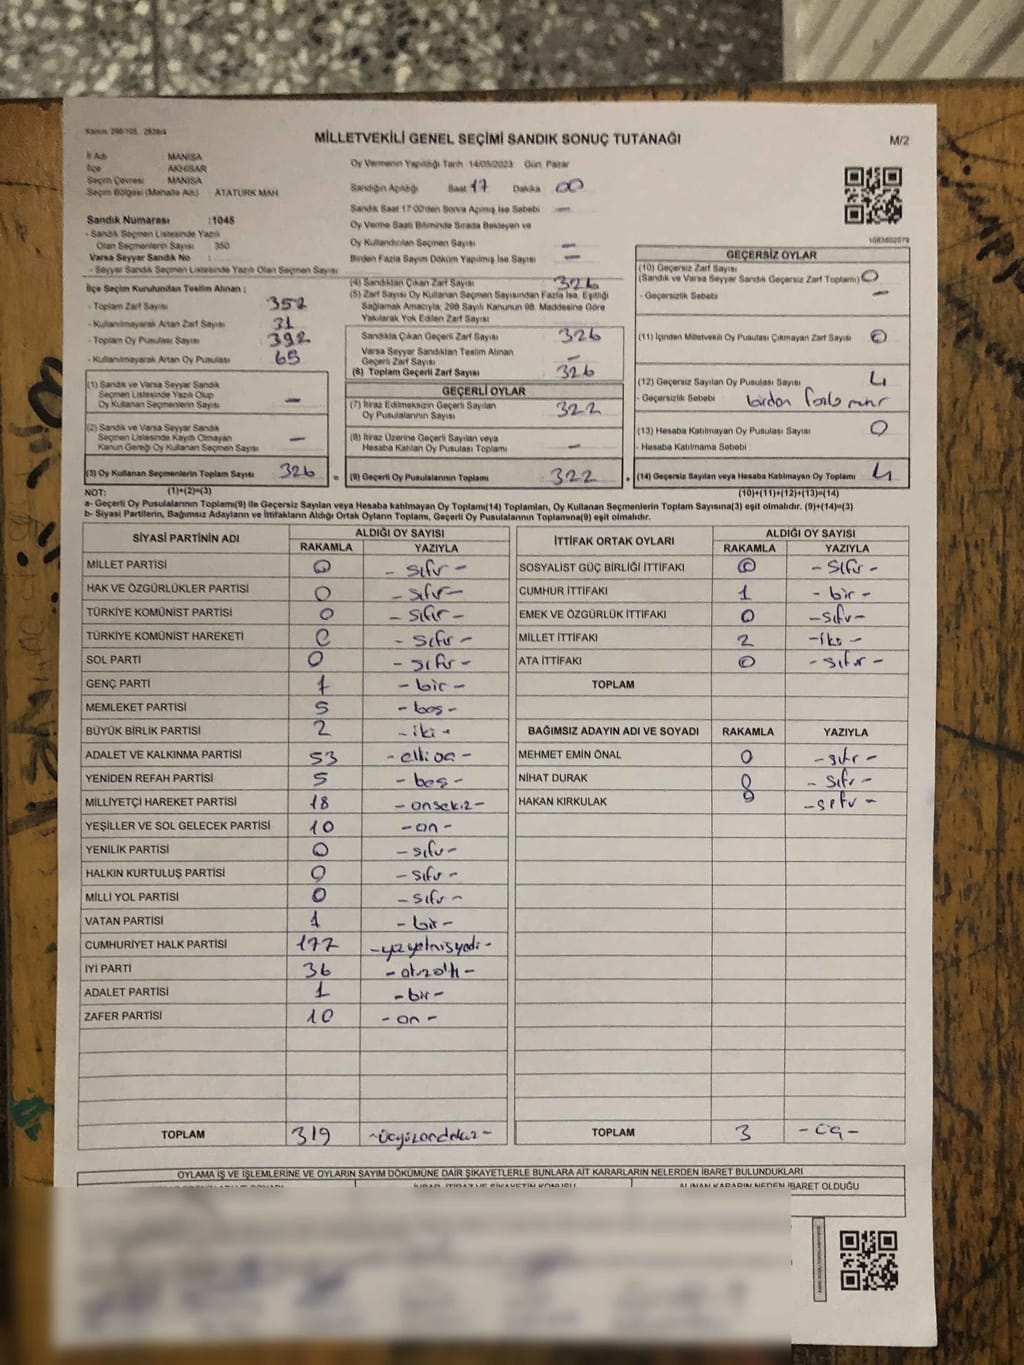 MİLLETVEKİLİ GENEL SEÇİMİ SANDIK SONUÇ TUTANAĞI
M/2
İl Adı MANİSA
İlçe AKHİSAR
Seçim Çevresi MANİSA
Seçim Bölgesi (Mahalle Adı) ATATÜRK MAH
Sandık Numarası :1045
- Sandık Seçmen Listesinde Yazılı
Olan Seçmenlerin Sayısı 350
Varsa Seyyar Sandık No :
- Seyyar Sandık Seçmen Listesinde Yazılı Olan Seçmen Sayısı
Oy Vermenin Yapıldığı Tarih 14/05/2023 Gün Pazar
Sandığın Açıldığı Saat 17 Dakika 00
Sandık Saat 17:00'den Sonra Açılmış İse Sebebi —
Oy Verme Saati Bitiminde Sırada Bekleyen ve
Oy Kullandırılan Seçmen Sayısı —
Birden Fazla Sayım Döküm Yapılmış İse Sayısı —
1083602079
İlçe Seçim Kurulundan Teslim Alınan ;
- Toplam Zarf Sayısı 357
- Kullanılmayarak Artan Zarf Sayısı 31
- Toplam Oy Pusulası Sayısı 392
- Kullanılmayarak Artan Oy Pusulası 65
(1) Sandık ve Varsa Seyyar Sandık
Seçmen Listesinde Yazılı Olup
Oy Kullanan Seçmenlerin Sayısı —
(2) Sandık ve Varsa Seyyar Sandık
Seçmen Listesinde Kayıtlı Olmayan
Kanun Gereği Oy Kullanan Seçmen Sayısı —
(3) Oy Kullanan Seçmenlerin Toplam Sayısı 326
(4) Sandıktan Çıkan Zarf Sayısı 326
(5) Zarf Sayısı Oy Kullanan Seçmen Sayısından Fazla İse, Eşitliği
Sağlamak Amacıyla, 298 Sayılı Kanunun 98. Maddesine Göre
Yakılarak Yok Edilen Zarf Sayısı
Sandıkta Çıkan Geçerli Zarf Sayısı 326
Varsa Seyyar Sandıktan Teslim Alınan
Geçerli Zarf Sayısı —
(6) Toplam Geçerli Zarf Sayısı 326
GEÇERLİ OYLAR
(7) İtiraz Edilmeksizin Geçerli Sayılan
Oy Pusulalarının Sayısı 322
(8) İtiraz Üzerine Geçerli Sayılan veya
Hesaba Katılan Oy Pusulası Toplamı —
(9) Geçerli Oy Pusulalarının Toplamı 322
GEÇERSİZ OYLAR
(10) Geçersiz Zarf Sayısı
(Sandık ve Varsa Seyyar Sandık Geçersiz Zarf Toplamı) 0
- Geçersizlik Sebebi —
(11) İçinden Milletvekili Oy Pusulası Çıkmayan Zarf Sayısı 0
(12) Geçersiz Sayılan Oy Pusulası Sayısı 4
- Geçersizlik Sebebi birden fazla mühr
(13) Hesaba Katılmayan Oy Pusulası Sayısı 0
- Hesaba Katılmama Sebebi
(14) Geçersiz Sayılan veya Hesaba Katılmayan Oy Toplamı 4
NOT: (1)+(2)=(3)
(10)+(11)+(12)+(13)=(14)
a- Geçerli Oy Pusulalarının Toplamı(9) ile Geçersiz Sayılan veya Hesaba katılmayan Oy Toplamı(14) Toplamları, Oy Kullanan Seçmenlerin Toplam Sayısına(3) eşit olmalıdır. (9)+(14)=(3)
b- Siyasi Partilerin, Bağımsız Adayların ve İttifakların Aldığı Ortak Oyların Toplamı, Geçerli Oy Pusulalarının Toplamına(9) eşit olmalıdır.
SİYASİ PARTİNİN ADI ALDIĞI OY SAYISI
RAKAMLA YAZIYLA
MİLLET PARTİSİ 0 - sıfır -
HAK VE ÖZGÜRLÜKLER PARTİSİ 0 - sıfır -
TÜRKİYE KOMÜNİST PARTİSİ 0 - sıfır -
TÜRKİYE KOMÜNİST HAREKETİ 0 - sıfır -
SOL PARTİ 0 - sıfır -
GENÇ PARTİ 1 - bir -
MEMLEKET PARTİSİ 5 - beş -
BÜYÜK BİRLİK PARTİSİ 2 - iki -
ADALET VE KALKINMA PARTİSİ 53 - elli üç -
YENİDEN REFAH PARTİSİ 5 - beş -
MİLLİYETÇİ HAREKET PARTİSİ 18 - onsekiz -
YEŞİLLER VE SOL GELECEK PARTİSİ 10 - on -
YENİLİK PARTİSİ 0 - sıfır -
HALKIN KURTULUŞ PARTİSİ 0 - sıfır -
MİLLİ YOL PARTİSİ 0 - sıfır -
VATAN PARTİSİ 1 - bir -
CUMHURİYET HALK PARTİSİ 177 - yüzyetmişyedi -
İYİ PARTİ 36 - otuzaltı -
ADALET PARTİSİ 1 - bir -
ZAFER PARTİSİ 10 - on -
TOPLAM 319 - üçyüzondokuz -
İTTİFAK ORTAK OYLARI ALDIĞI OY SAYISI
RAKAMLA YAZIYLA
SOSYALİST GÜÇ BİRLİĞİ İTTİFAKI 0 - sıfır -
CUMHUR İTTİFAKI 1 - bir -
EMEK VE ÖZGÜRLÜK İTTİFAKI 0 - sıfır -
MİLLET İTTİFAKI 2 - iki -
ATA İTTİFAKI 0 - sıfır -
TOPLAM
BAĞIMSIZ ADAYIN ADI VE SOYADI RAKAMLA YAZIYLA
MEHMET EMİN ÖNAL 0 - sıfır -
NİHAT DURAK 0 - sıfır -
HAKAN KIRKULAK 0 - sıfır -
TOPLAM 3 - üç -
OYLAMA İŞ VE İŞLEMLERİNE VE OYLARIN SAYIM DÖKÜMÜNE DAİR ŞİKAYETLERLE BUNLARA AİT KARARLARIN NELERDEN İBARET BULUNDUKLARI
İHBAR, İTİRAZ VE ŞİKAYETİN KONUSU ALINAN KARARIN NEDEN İBARET OLDUĞU